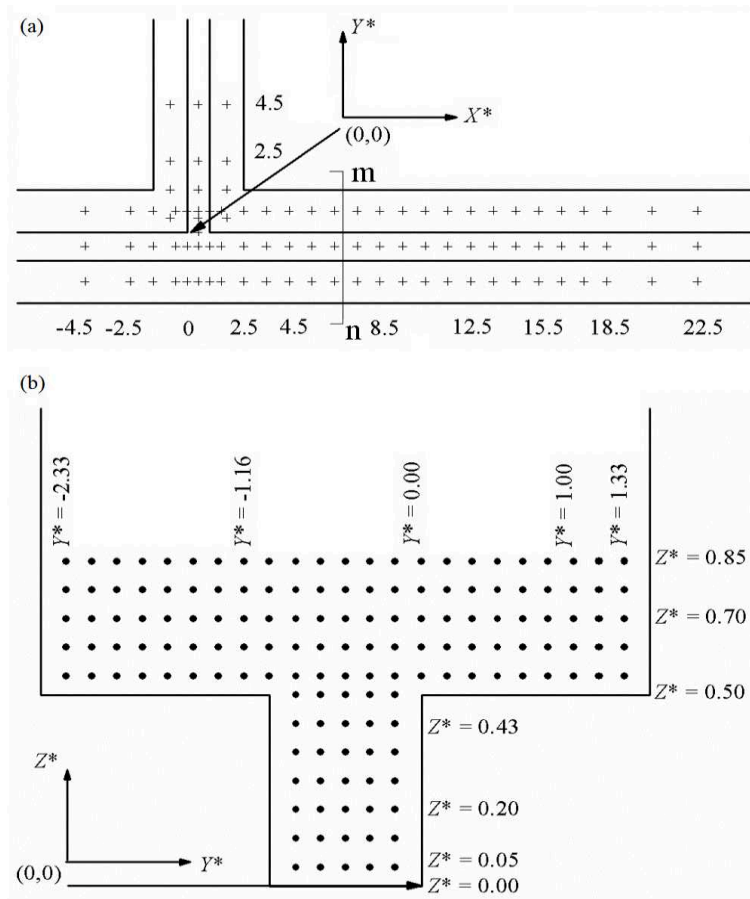 (a)
Y*
X*
(0,0)
4.5
2.5
m
n
-4.5 -2.5 0 2.5 4.5 8.5 12.5 15.5 18.5 22.5
(b)
Y* = -2.33
Y* = -1.16
Y* = 0.00
Y* = 1.00
Y* = 1.33
Z* = 0.85
Z* = 0.70
Z* = 0.50
Z* = 0.43
Z* = 0.20
Z* = 0.05
Z* = 0.00
Z*
Y*
(0,0)